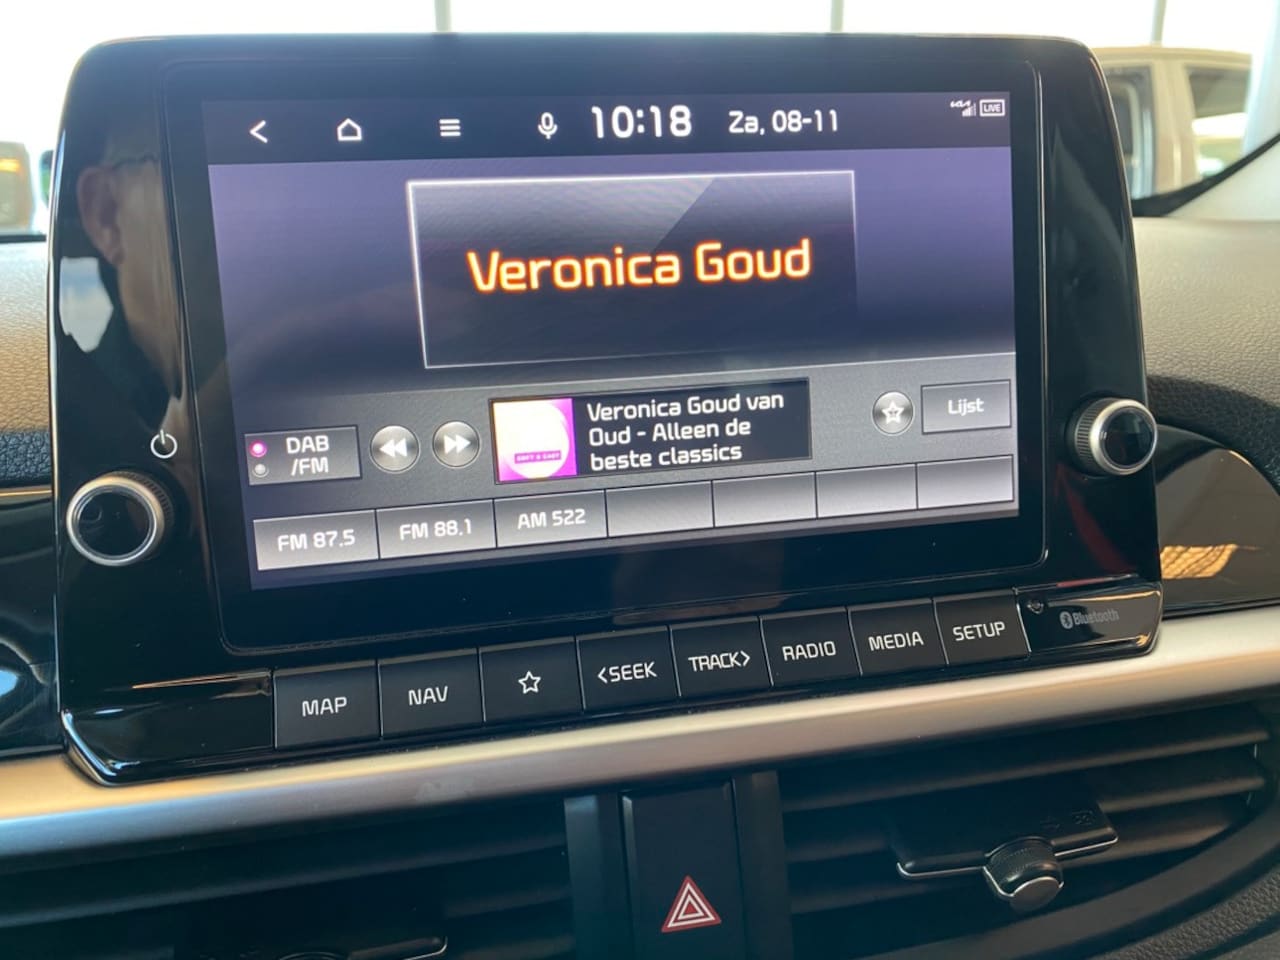 10:18
Za, 08-11
LIVE
Veronica Goud
DAB
/FM
Veronica Goud van
Oud - Alleen de
beste classics
Lijst
FM 87.5
FM 88.1
AM 522
MAP
NAV
<SEEK
TRACK>
RADIO
MEDIA
SETUP
Bluetooth